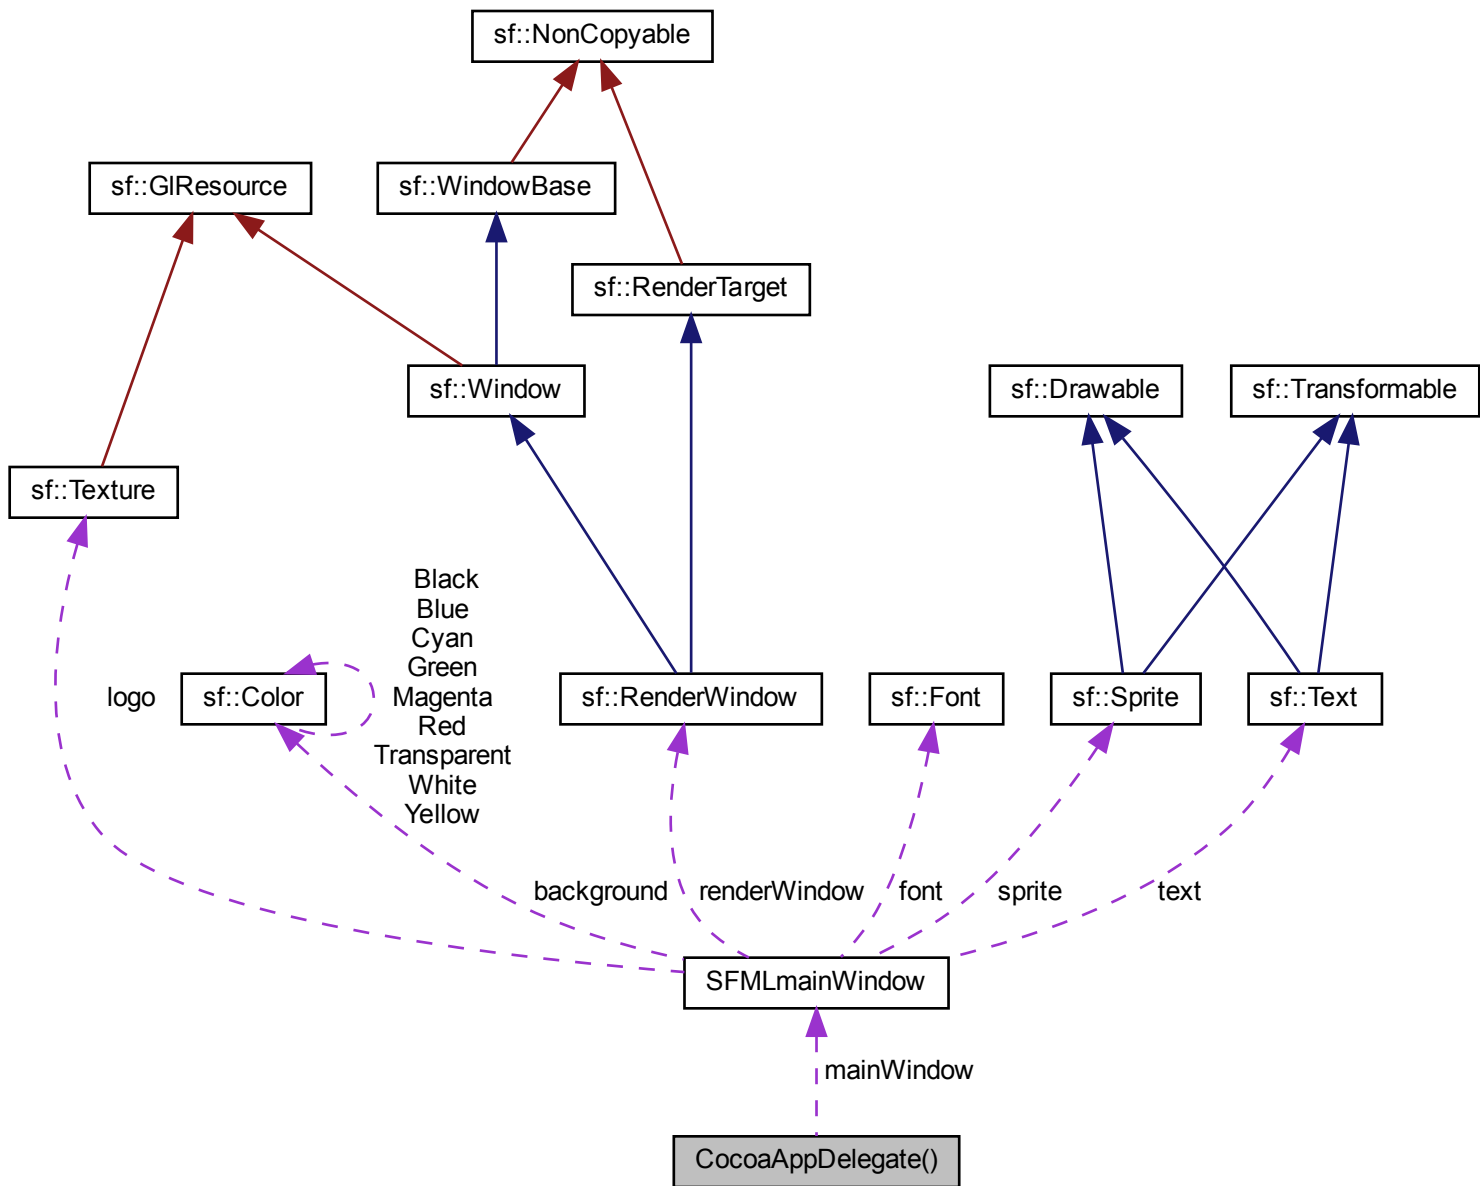 sf::NonCopyable
sf::GlResource
sf::WindowBase
sf::RenderTarget
sf::Window
sf::Drawable
sf::Transformable
sf::Texture
Black
Blue
Cyan
Green
Magenta
Red
Transparent
White
Yellow
logo
sf::Color
sf::RenderWindow
sf::Font
sf::Sprite
sf::Text
background
renderWindow
font
sprite
text
SFMLmainWindow
mainWindow
CocoaAppDelegate()